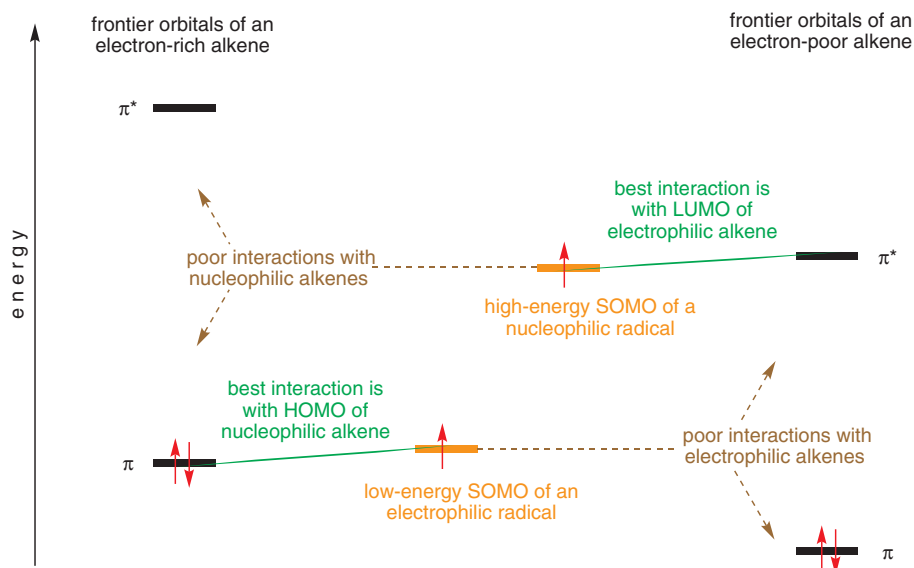 frontier orbitals of an
electron-rich alkene
frontier orbitals of an
electron-poor alkene
energy
π*
best interaction is
with LUMO of
electrophilic alkene
poor interactions with
nucleophilic alkenes
π*
high-energy SOMO of a
nucleophilic radical
best interaction is
with HOMO of
nucleophilic alkene
poor interactions with
electrophilic alkenes
π
low-energy SOMO of an
electrophilic radical
π